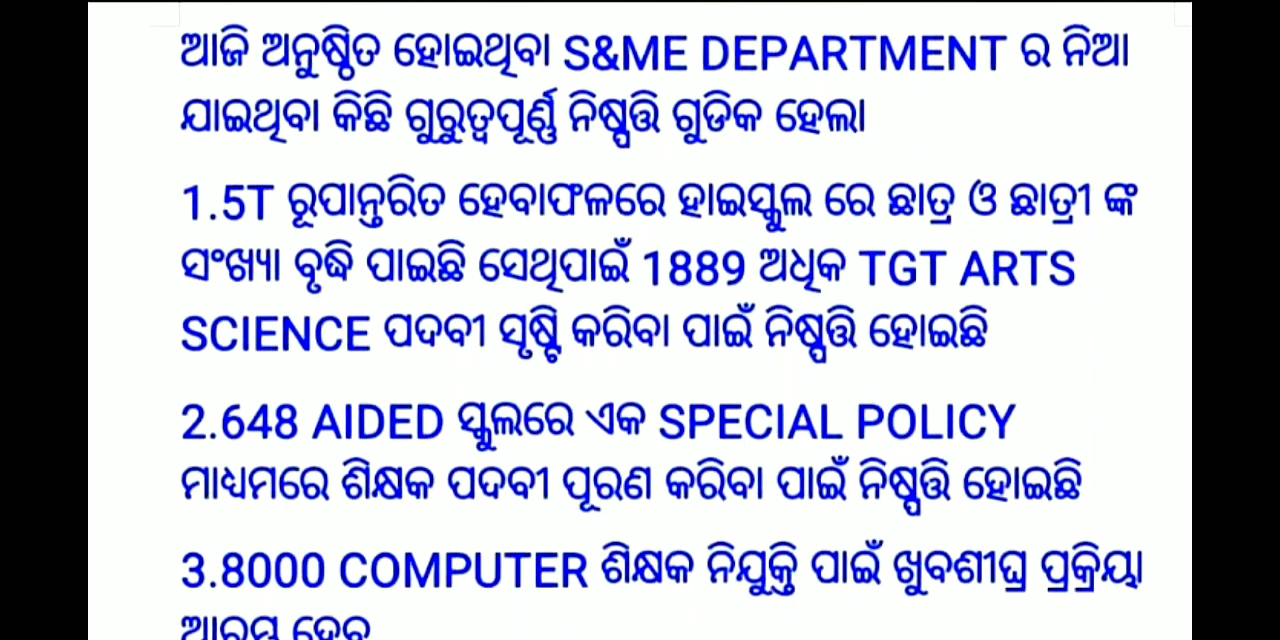 ଆଜି ଅନୁଷ୍ଠିତ ହୋଇଥିବା S&ME DEPARTMENT ର ନିଆ
ଯାଇଥିବା କିଛି ଗୁରୁତ୍ୱପୂର୍ଣ୍ଣ ନିଷ୍ପତ୍ତି ଗୁଡିକ ହେଲା
1.5T ରୂପାନ୍ତରିତ ହେବାଫଳରେ ହାଇସ୍କୁଲ ରେ ଛାତ୍ର ଓ ଛାତ୍ରୀ ଙ୍କ
ସଂଖ୍ୟା ବୃଦ୍ଧି ପାଇଛି ସେଥିପାଇଁ 1889 ଅଧିକ TGT ARTS
SCIENCE ପଦବୀ ସୃଷ୍ଟି କରିବା ପାଇଁ ନିଷ୍ପତ୍ତି ହୋଇଛି
2.648 AIDED ସ୍କୁଲରେ ଏକ SPECIAL POLICY
ମାଧ୍ୟମରେ ଶିକ୍ଷକ ପଦବୀ ପୂରଣ କରିବା ପାଇଁ ନିଷ୍ପତ୍ତି ହୋଇଛି
3.8000 COMPUTER ଶିକ୍ଷକ ନିଯୁକ୍ତି ପାଇଁ ଖୁବଶୀଘ୍ର ପ୍ରକ୍ରିୟା
ଆରମ୍ଭ ହେବ